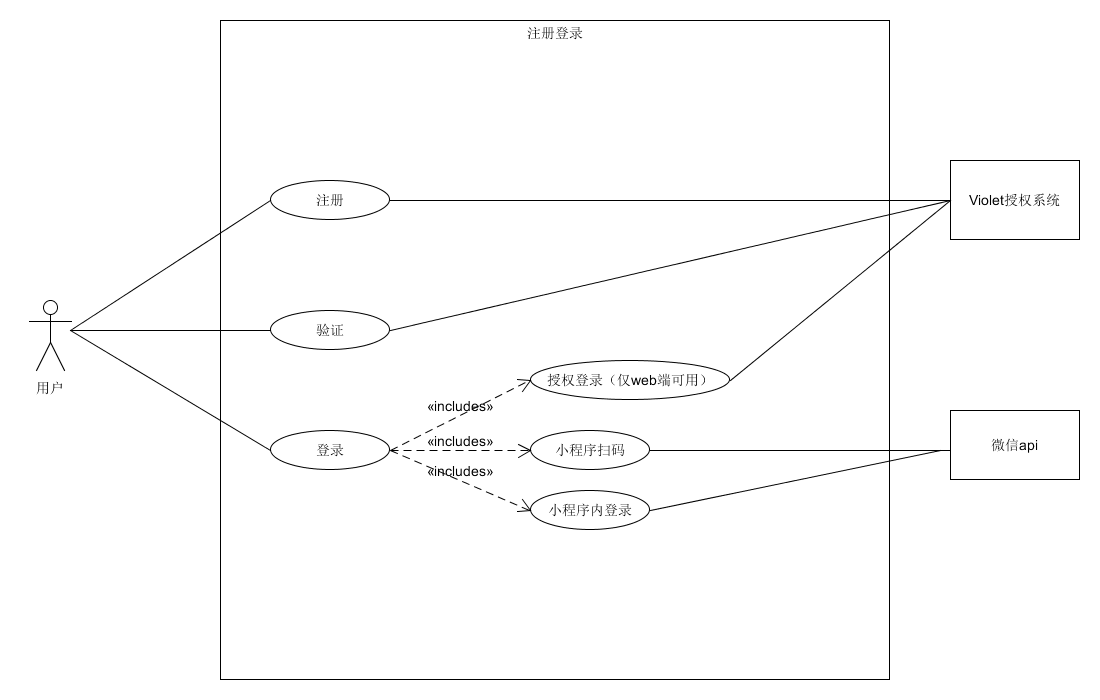 注册登录
注册
Violet授权系统
验证
用户
授权登录（仅web端可用）
«includes»
登录
«includes»
小程序扫码
微信api
«includes»
小程序内登录